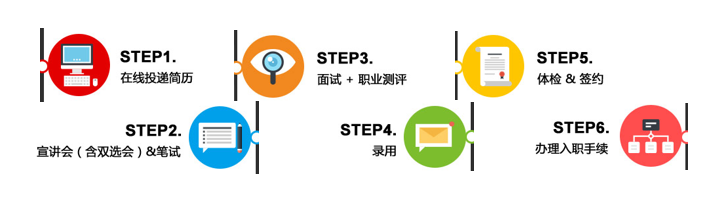 STEP1.
在线投递简历
STEP2.
宣讲会（含双选会）&笔试
STEP3.
面试 + 职业测评
STEP4.
录用
STEP5.
体检 & 签约
STEP6.
办理入职手续